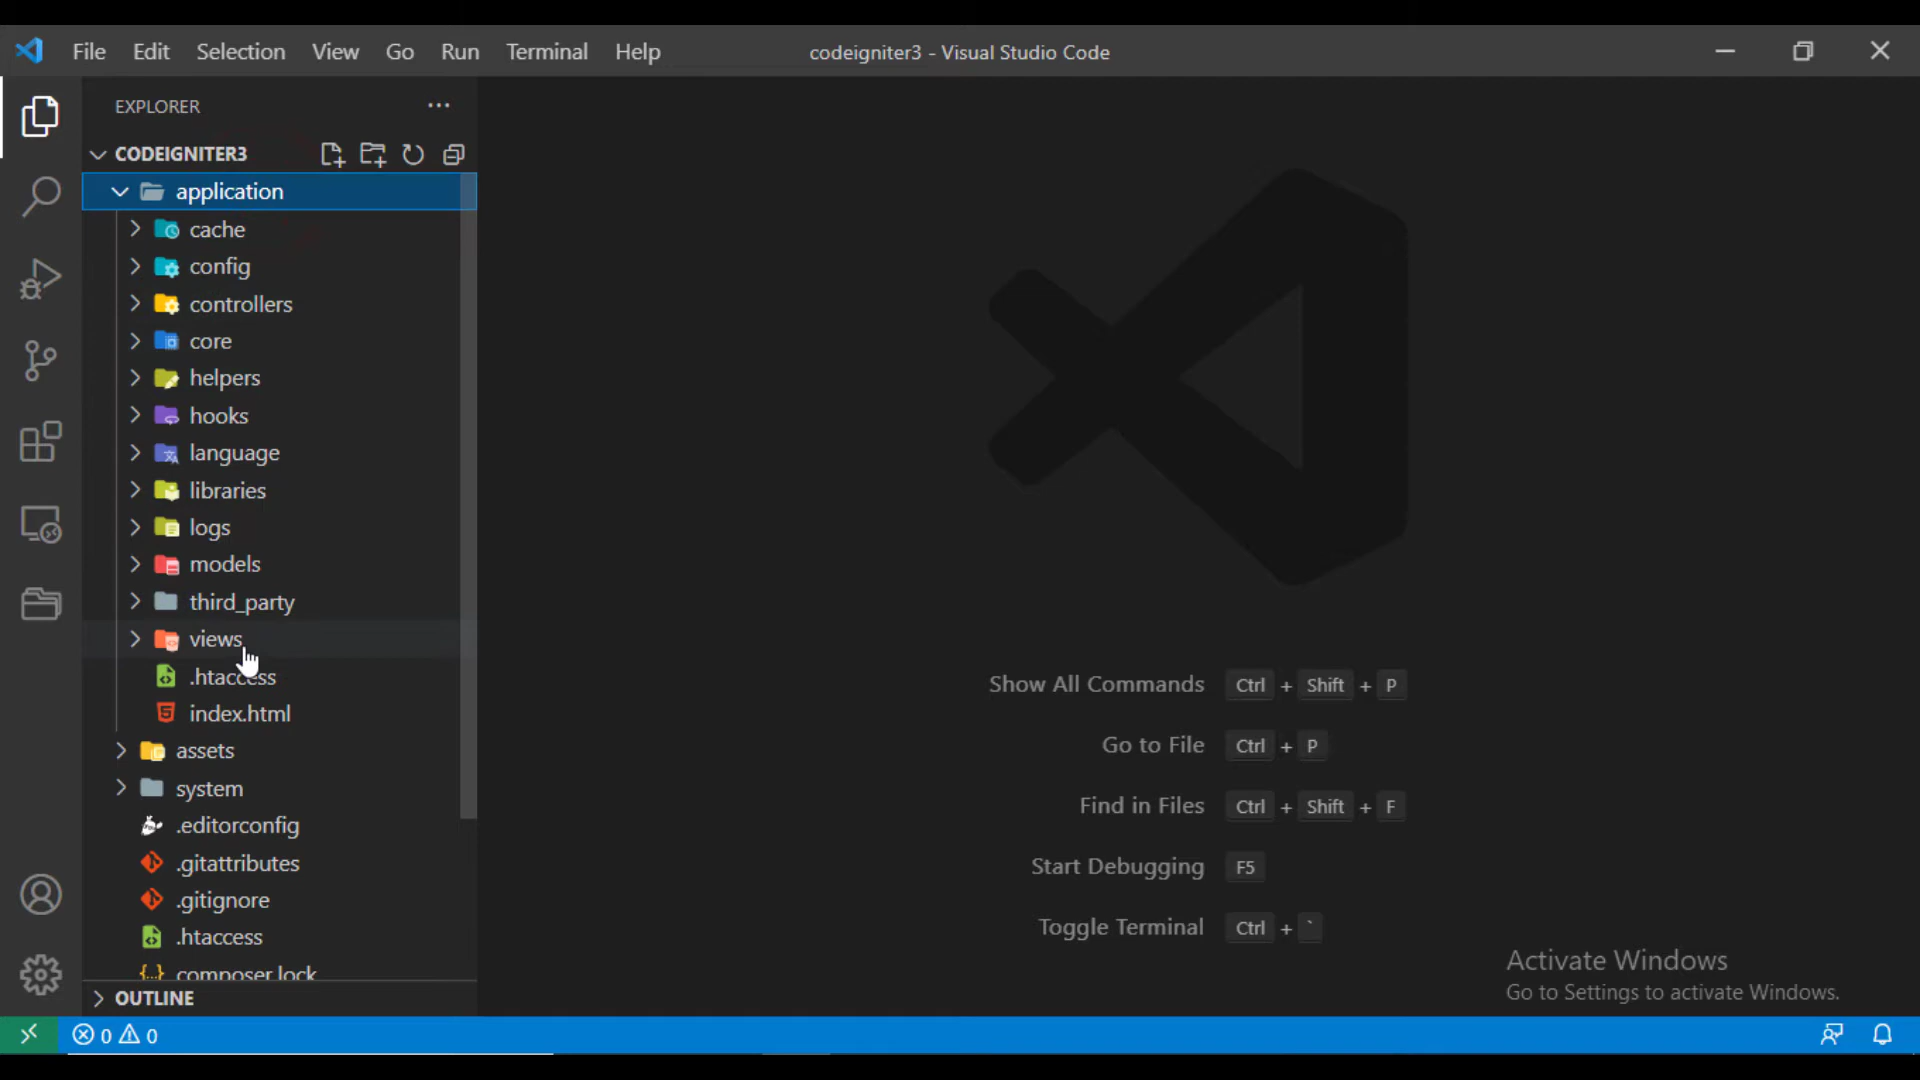 File Edit Selection View Go Run Terminal Help codeigniter3 - Visual Studio Code
EXPLORER
CODEIGNITER3
application
cache
config
controllers
core
helpers
hooks
language
libraries
logs
models
third_party
views
.htaccess
index.html
assets
system
.editorconfig
.gitattributes
.gitignore
.htaccess
composer.lock
OUTLINE
Show All Commands Ctrl + Shift + P
Go to File Ctrl + P
Find in Files Ctrl + Shift + F
Start Debugging F5
Toggle Terminal Ctrl + `
Activate Windows
Go to Settings to activate Windows.
0 0